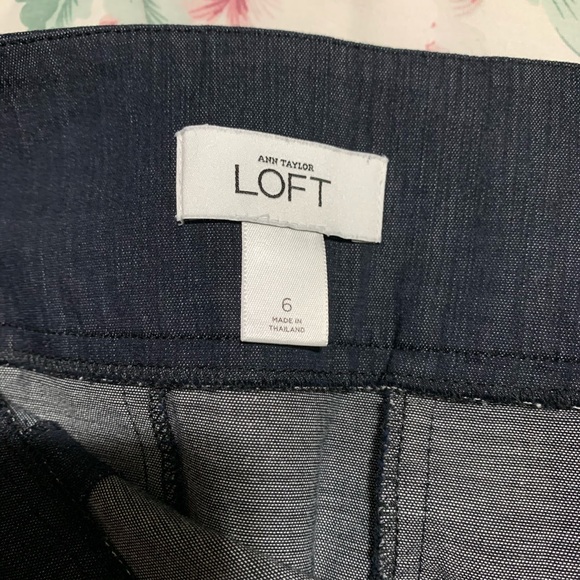 ANN TAYLOR
LOFT
6
MADE IN
THAILAND